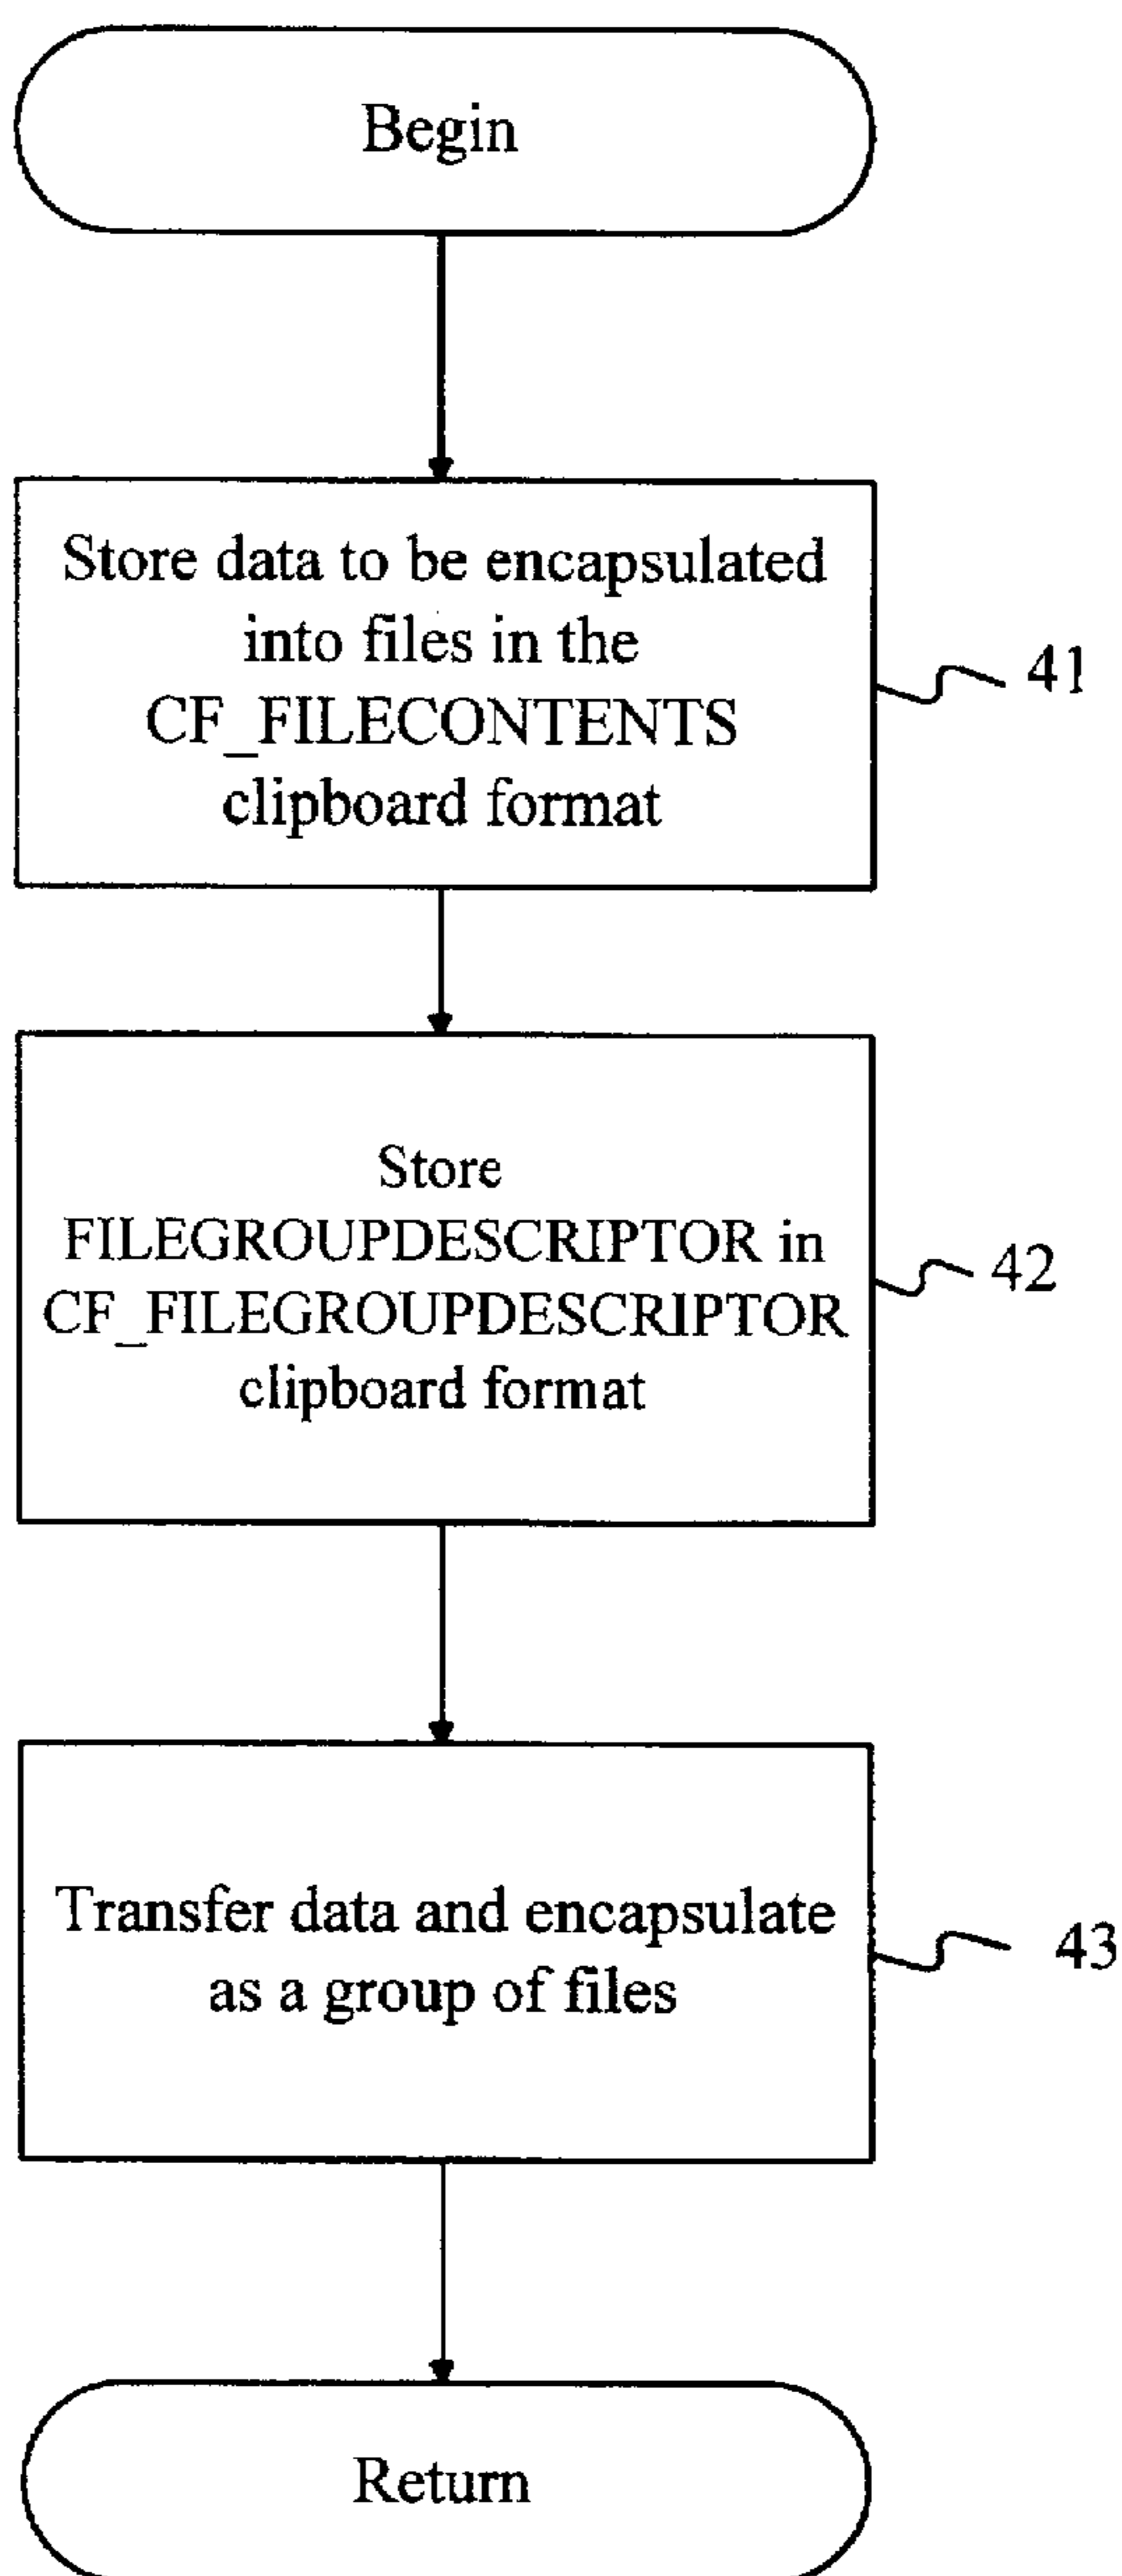 Begin
Store data to be encapsulated
into files in the
CF_FILECONTENTS
clipboard format
41
Store
FILEGROUPDESCRIPTOR in
CF_FILEGROUPDESCRIPTOR
clipboard format
42
Transfer data and encapsulate
as a group of files
43
Return